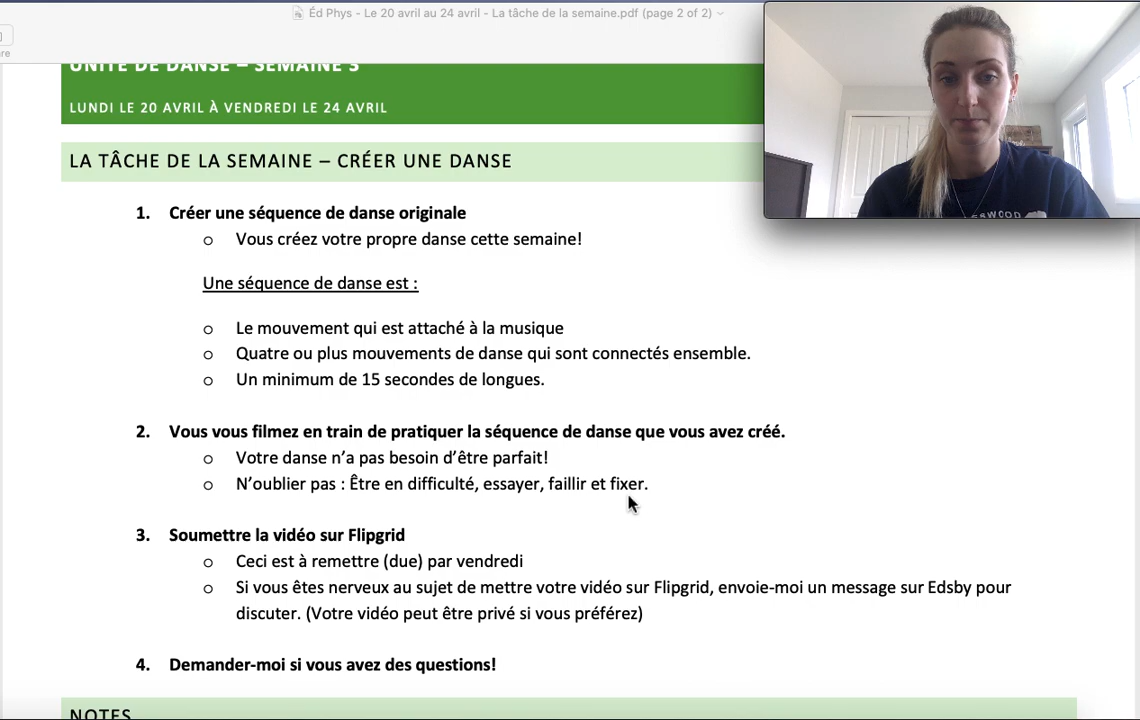 Éd Phys - Le 20 avril au 24 avril - La tâche de la semaine.pdf (page 2 of 2)
UNITÉ DE DANSE – SEMAINE 3
LUNDI LE 20 AVRIL À VENDREDI LE 24 AVRIL
LA TÂCHE DE LA SEMAINE – CRÉER UNE DANSE
1. Créer une séquence de danse originale
o Vous créez votre propre danse cette semaine!
Une séquence de danse est :
o Le mouvement qui est attaché à la musique
o Quatre ou plus mouvements de danse qui sont connectés ensemble.
o Un minimum de 15 secondes de longues.
2. Vous vous filmez en train de pratiquer la séquence de danse que vous avez créé.
o Votre danse n'a pas besoin d'être parfait!
o N'oublier pas : Être en difficulté, essayer, faillir et fixer.
3. Soumettre la vidéo sur Flipgrid
o Ceci est à remettre (due) par vendredi
o Si vous êtes nerveux au sujet de mettre votre vidéo sur Flipgrid, envoie-moi un message sur Edsby pour
discuter. (Votre vidéo peut être privé si vous préférez)
4. Demander-moi si vous avez des questions!
NOTES